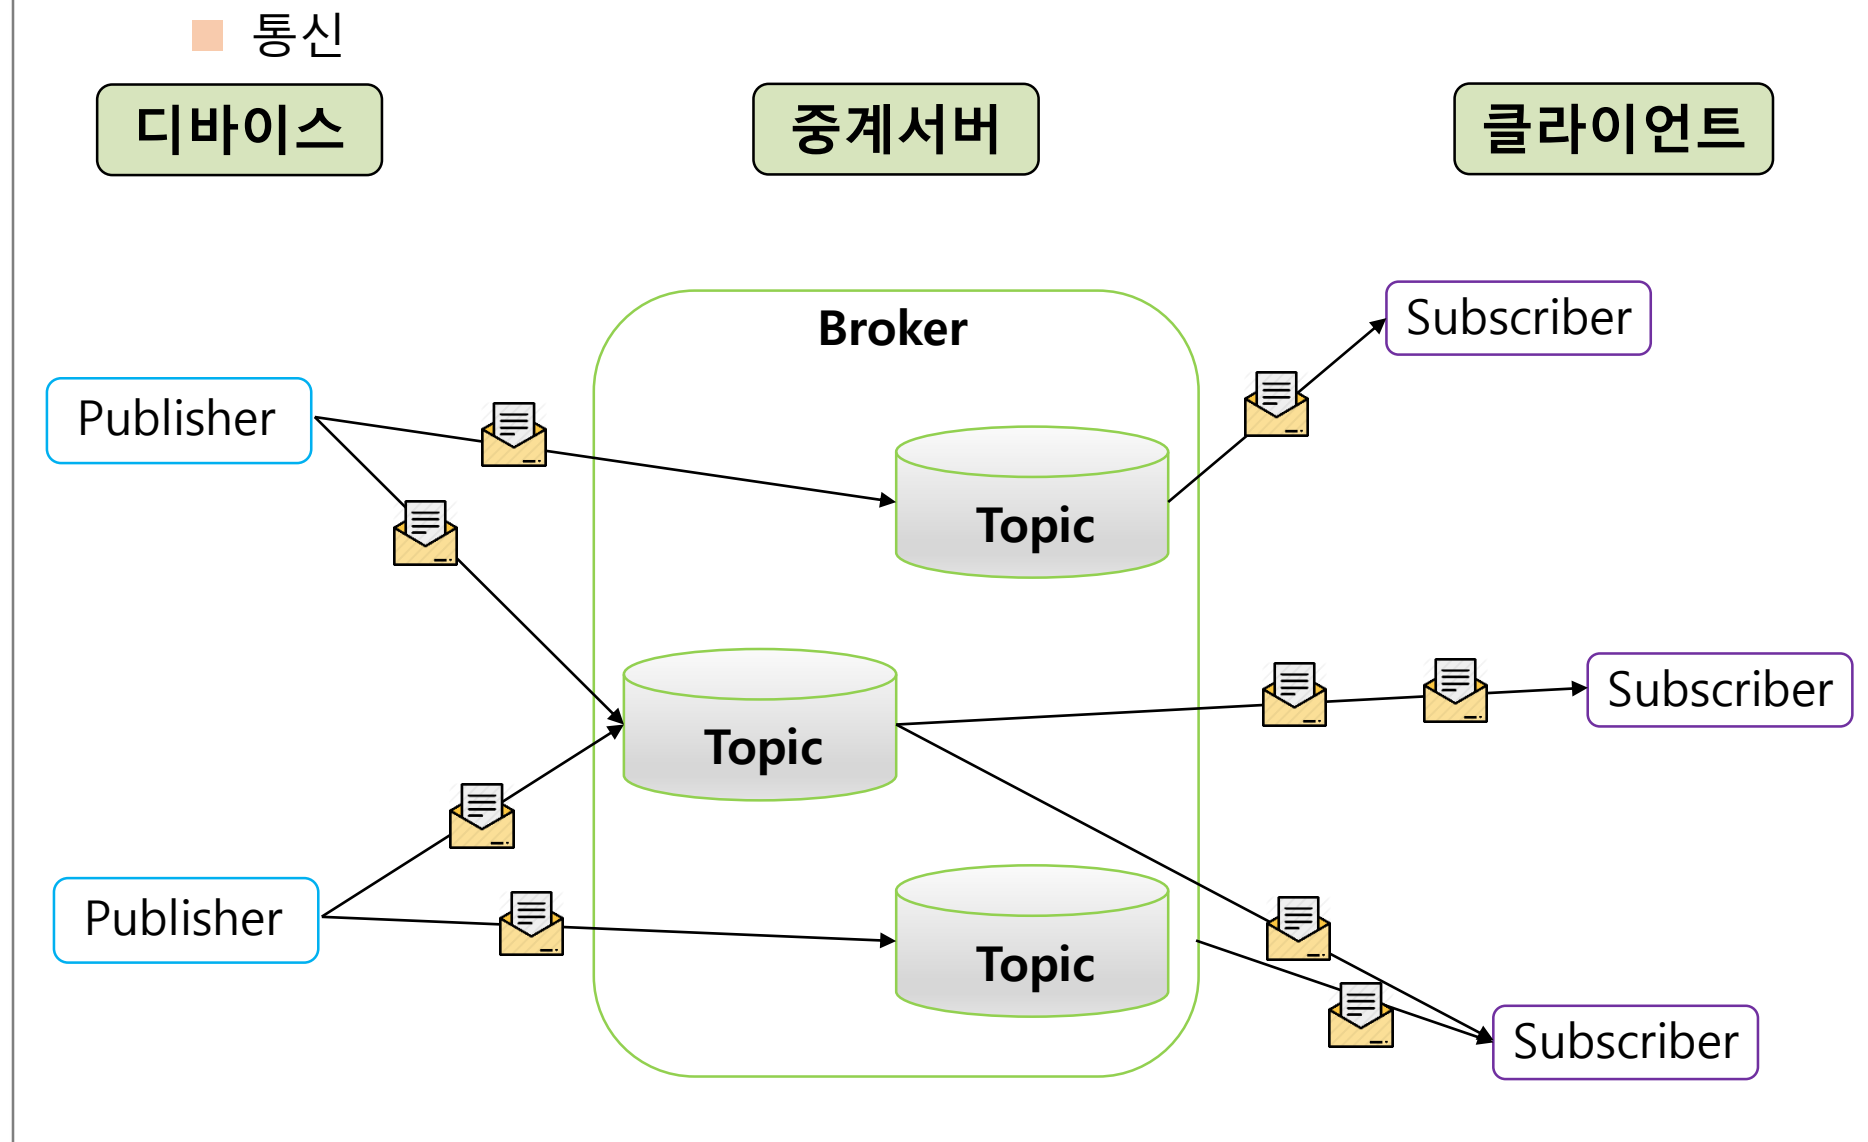 통신
디바이스
중계서버
클라이언트
Broker
Subscriber
Publisher
Topic
Subscriber
Topic
Publisher
Topic
Subscriber